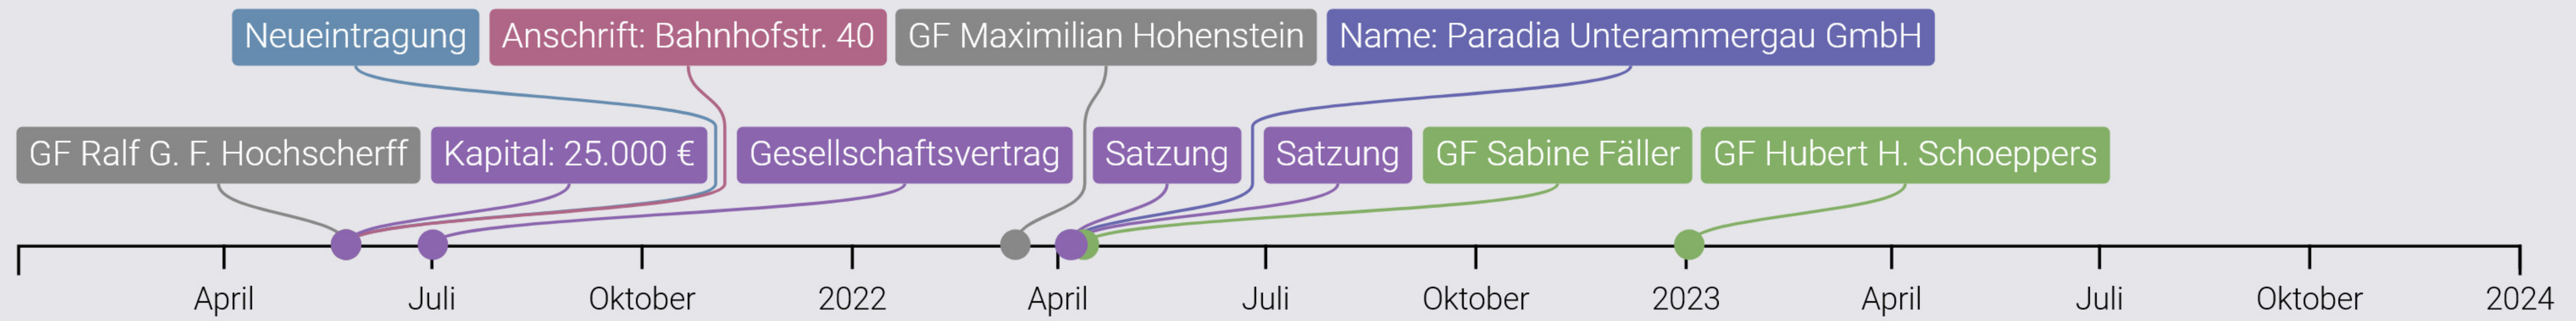 Neueintragung
Anschrift: Bahnhofstr. 40
GF Maximilian Hohenstein
Name: Paradia Unterammergau GmbH
GF Ralf G. F. Hochscherff
Kapital: 25.000 €
Gesellschaftsvertrag
Satzung
Satzung
GF Sabine Fäller
GF Hubert H. Schoeppers
April
Juli
Oktober
2022
April
Juli
Oktober
2023
April
Juli
Oktober
2024